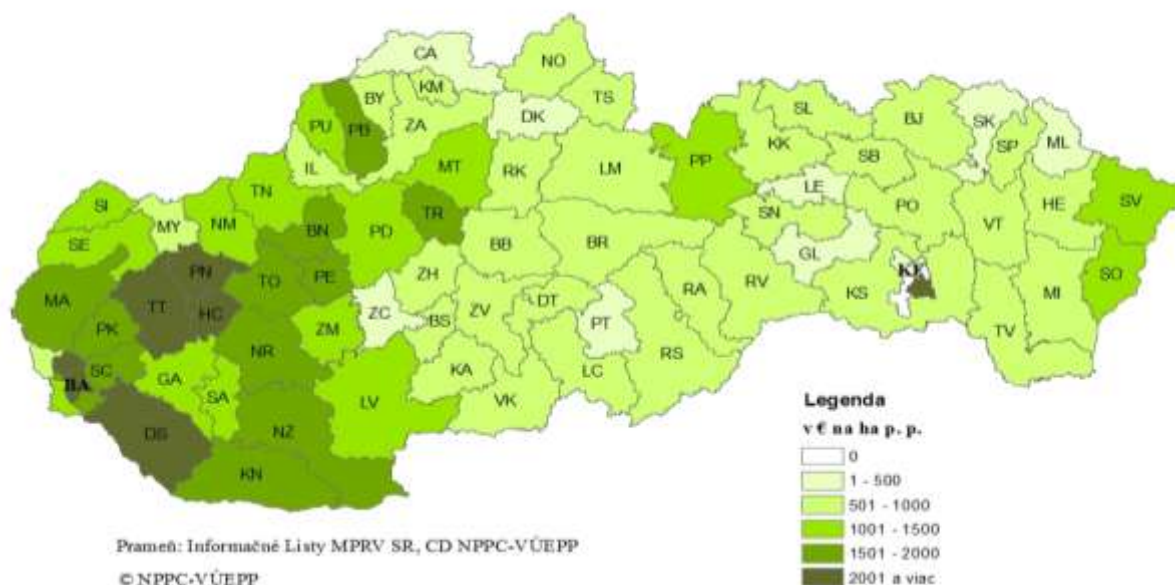 CA
NO
KM
BY
TS
PU
PB
ZA
DK
SL
BJ
SK
SP
ML
IL
MT
RK
LM
PP
KK
SB
LE
PO
HE
SV
TN
SI
MY
NM
TR
SN
VT
SE
BN
PD
BB
BR
GL
PN
TO
PE
ZH
RA
RV
KS
KE
MI
SO
MA
TT
HC
ZM
ZC
BS
ZV
DT
PT
TV
PK
NR
KA
LC
RS
BA
SC
GA
SA
LV
VK
DS
NZ
KN
Legenda
v € na ha p. p.
0
1 - 500
501 - 1000
1001 - 1500
1501 - 2000
2001 a viac
Prameň: Informačné Listy MPRV SR, CD NPPC-VÚEPP
© NPPC-VÚEPP